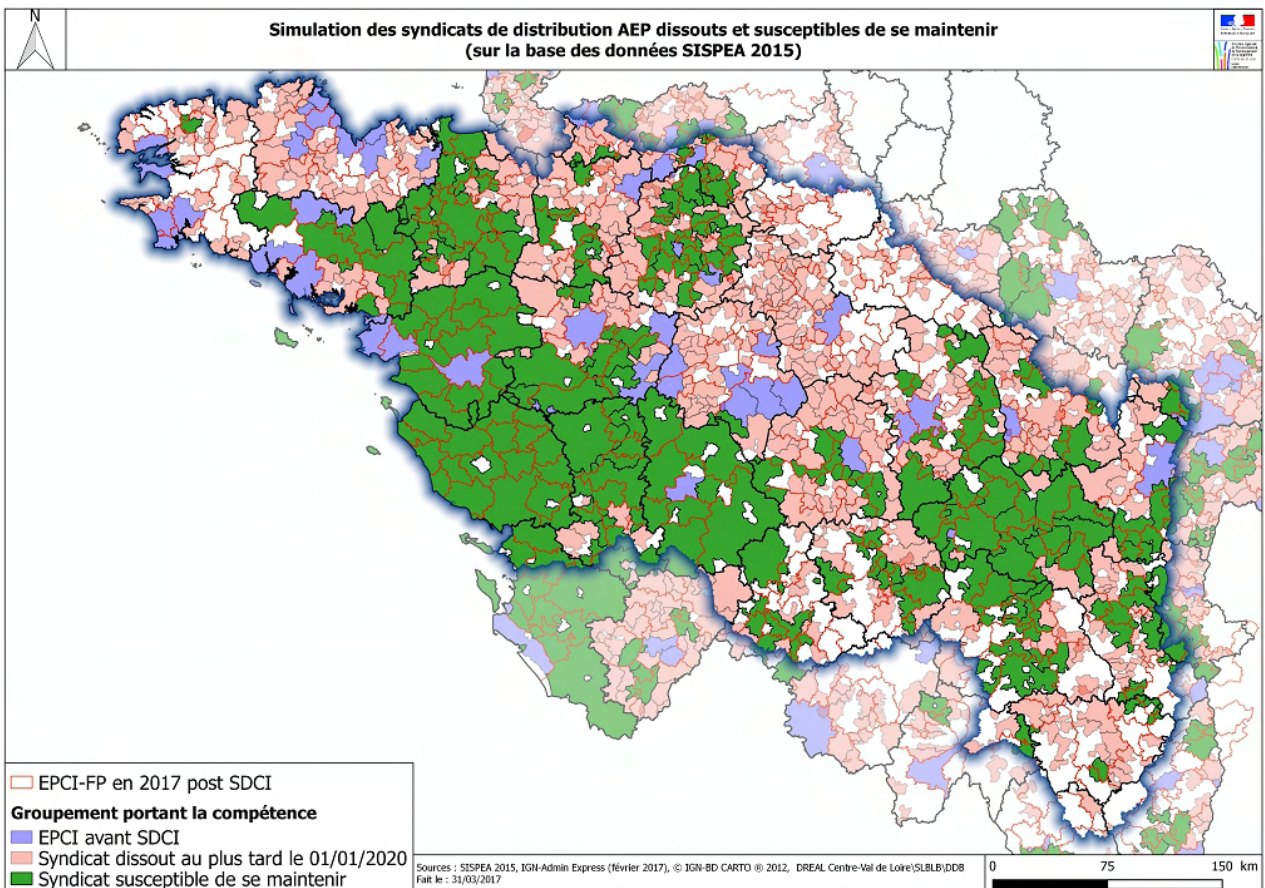 N
Simulation des syndicats de distribution AEP dissouts et susceptibles de se maintenir
(sur la base des données SISPEA 2015)
EPCI-FP en 2017 post SDCI
Groupement portant la compétence
EPCI avant SDCI
Syndicat dissout au plus tard le 01/01/2020
Syndicat susceptible de se maintenir
Sources : SISPEA 2015, IGN-Admin Express (février 2017), © IGN-BD CARTO ® 2012, DREAL Centre-Val de Loire\SLBLB\DDB
Fait le : 31/03/2017
0 75 150 km